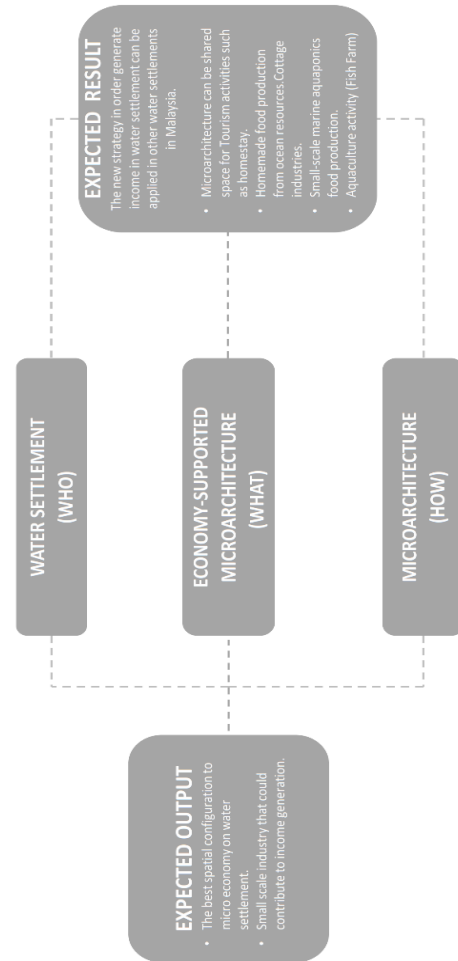 EXPECTED OUTPUT
• The best spatial configuration to
micro economy on water
settlement.
• Small scale industry that could
contribute to income generation.
WATER SETTLEMENT
(WHO)
ECONOMY-SUPPORTED
MICROARCHITECTURE
(WHAT)
MICROARCHITECTURE
(HOW)
EXPECTED RESULT
The new strategy in order generate
income in water settlement can be
applied in other water settlements
in Malaysia.
• Microarchitecture can be shared
space for Tourism activities such
as homestay.
• Homemade food production
from ocean resources.Cottage
industries.
• Small-scale marine aquaponics
food production.
• Aquaculture activity (Fish Farm)